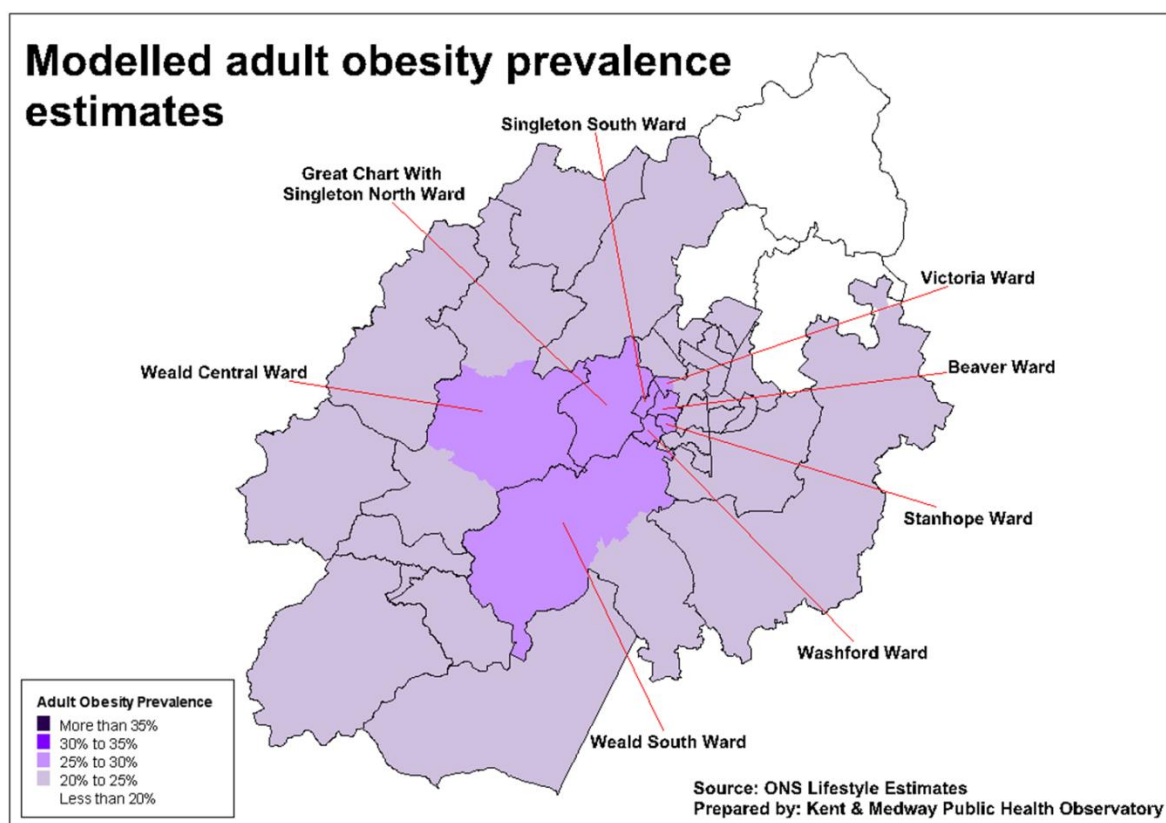 Modelled adult obesity prevalence
estimates
Singleton South Ward
Great Chart With
Singleton North Ward
Victoria Ward
Weald Central Ward
Beaver Ward
Stanhope Ward
Washford Ward
Weald South Ward
Adult Obesity Prevalence
More than 35%
30% to 35%
25% to 30%
20% to 25%
Less than 20%
Source: ONS Lifestyle Estimates
Prepared by: Kent & Medway Public Health Observatory